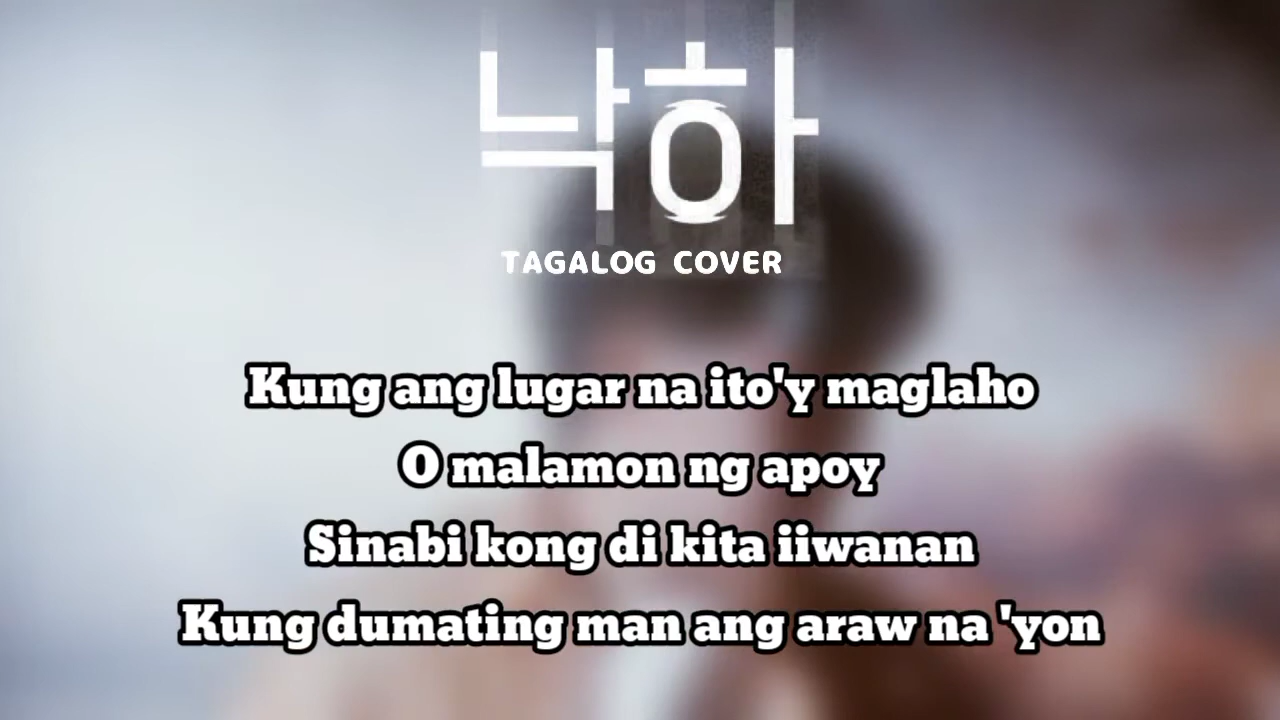 낙하
TAGALOG COVER
Kung ang lugar na ito'y maglaho
O malamon ng apoy
Sinabi kong di kita iiwanan
Kung dumating man ang araw na 'yon